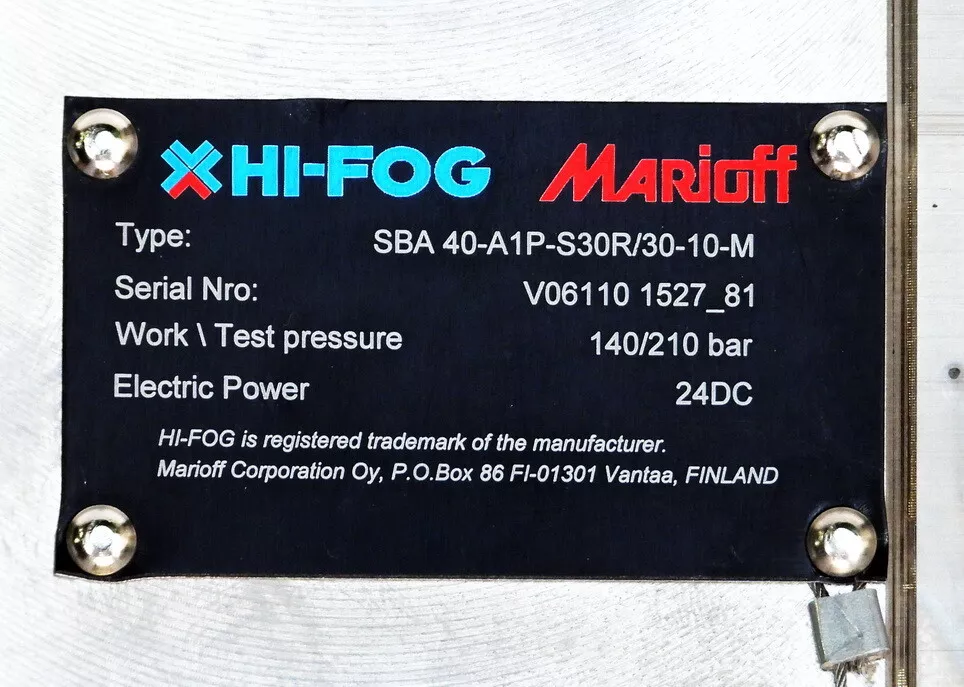 HI-FOG MARIOFF
Type: SBA 40-A1P-S30R/30-10-M
Serial Nro: V06110 1527_81
Work \ Test pressure 140/210 bar
Electric Power 24DC
HI-FOG is registered trademark of the manufacturer.
Marioff Corporation Oy, P.O.Box 86 FI-01301 Vantaa, FINLAND